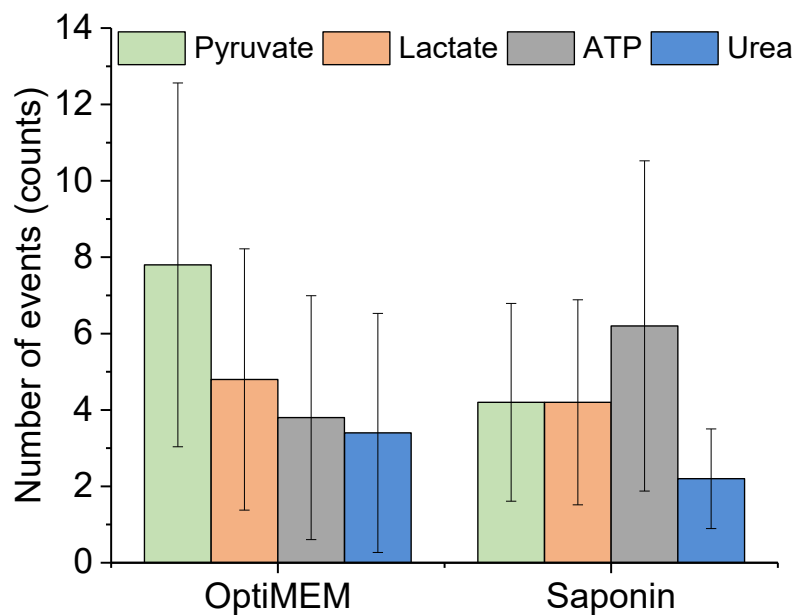 Pyruvate Lactate ATP Urea
Number of events (counts)
14
12
10
8
6
4
2
0
OptiMEM Saponin